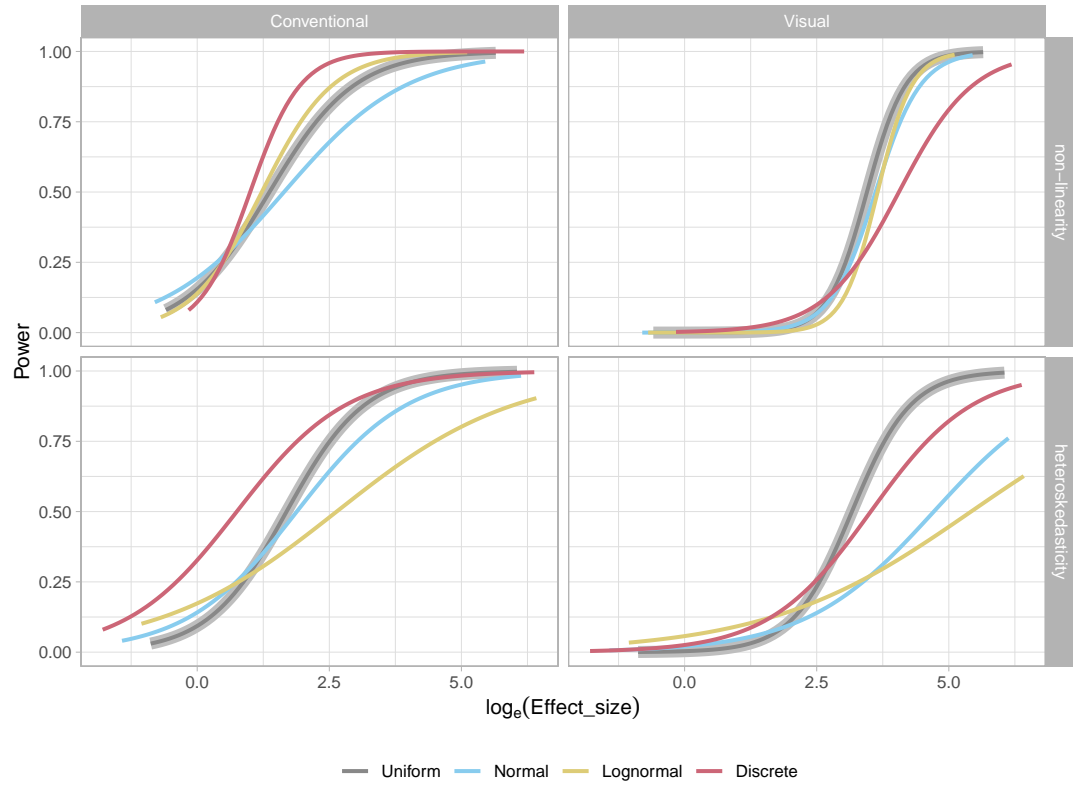 Conventional Visual
1.00
0.75
0.50
0.25
0.00
non−linearity
1.00
0.75
0.50
0.25
0.00
heteroskedasticity
Power
0.0 2.5 5.0 0.0 2.5 5.0
logₑ(Effect_size)
Uniform Normal Lognormal Discrete